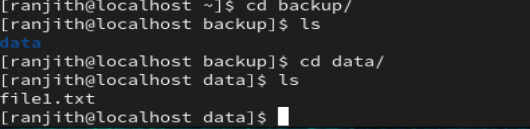 [ranjith@localhost ~]$ cd backup/
[ranjith@localhost backup]$ ls
data
[ranjith@localhost backup]$ cd data/
[ranjith@localhost data]$ ls
file1.txt
[ranjith@localhost data]$